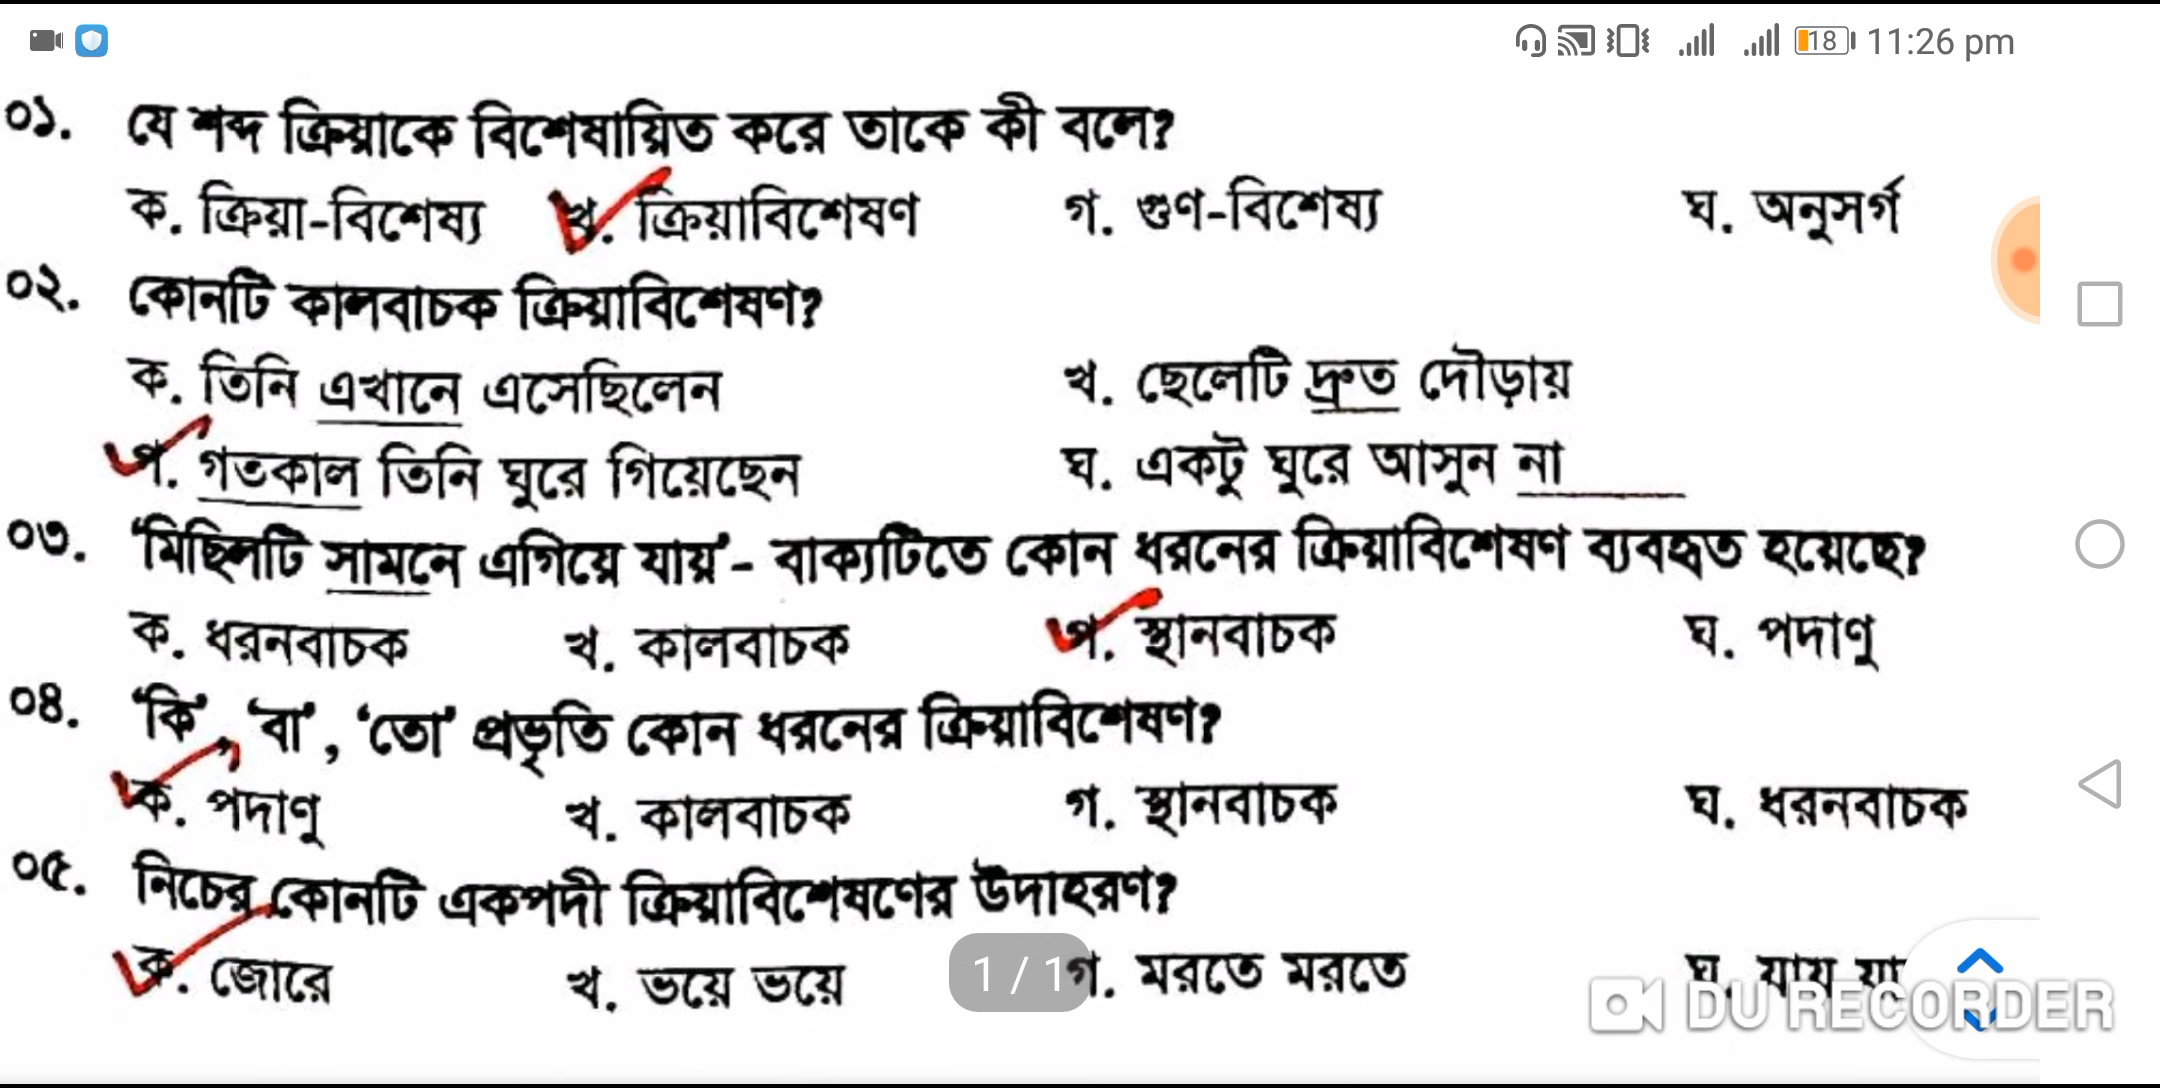 18 11:26 pm
০১. যে শব্দ ক্রিয়াকে বিশেষায়িত করে তাকে কী বলে?
ক. ক্রিয়া-বিশেষ্য খ. ক্রিয়াবিশেষণ গ. গুণ-বিশেষ্য ঘ. অনুসর্গ
০২. কোনটি কালবাচক ক্রিয়াবিশেষণ?
ক. তিনি এখানে এসেছিলেন খ. ছেলেটি দ্রুত দৌড়ায়
গ. গতকাল তিনি ঘুরে গিয়েছেন ঘ. একটু ঘুরে আসুন না
০৩. ‘মিছিলটি সামনে এগিয়ে যায়’- বাক্যটিতে কোন ধরনের ক্রিয়াবিশেষণ ব্যবহৃত হয়েছে?
ক. ধরনবাচক খ. কালবাচক গ. স্থানবাচক ঘ. পদাণু
০৪. ‘কি’, ‘বা’, ‘তো’ প্রভৃতি কোন ধরনের ক্রিয়াবিশেষণ?
ক. পদাণু খ. কালবাচক গ. স্থানবাচক ঘ. ধরনবাচক
০৫. নিচের কোনটি একপদী ক্রিয়াবিশেষণের উদাহরণ?
ক. জোরে খ. ভয়ে ভয়ে গ. মরতে মরতে ঘ. যায়
1 / 1
DU RECORDER